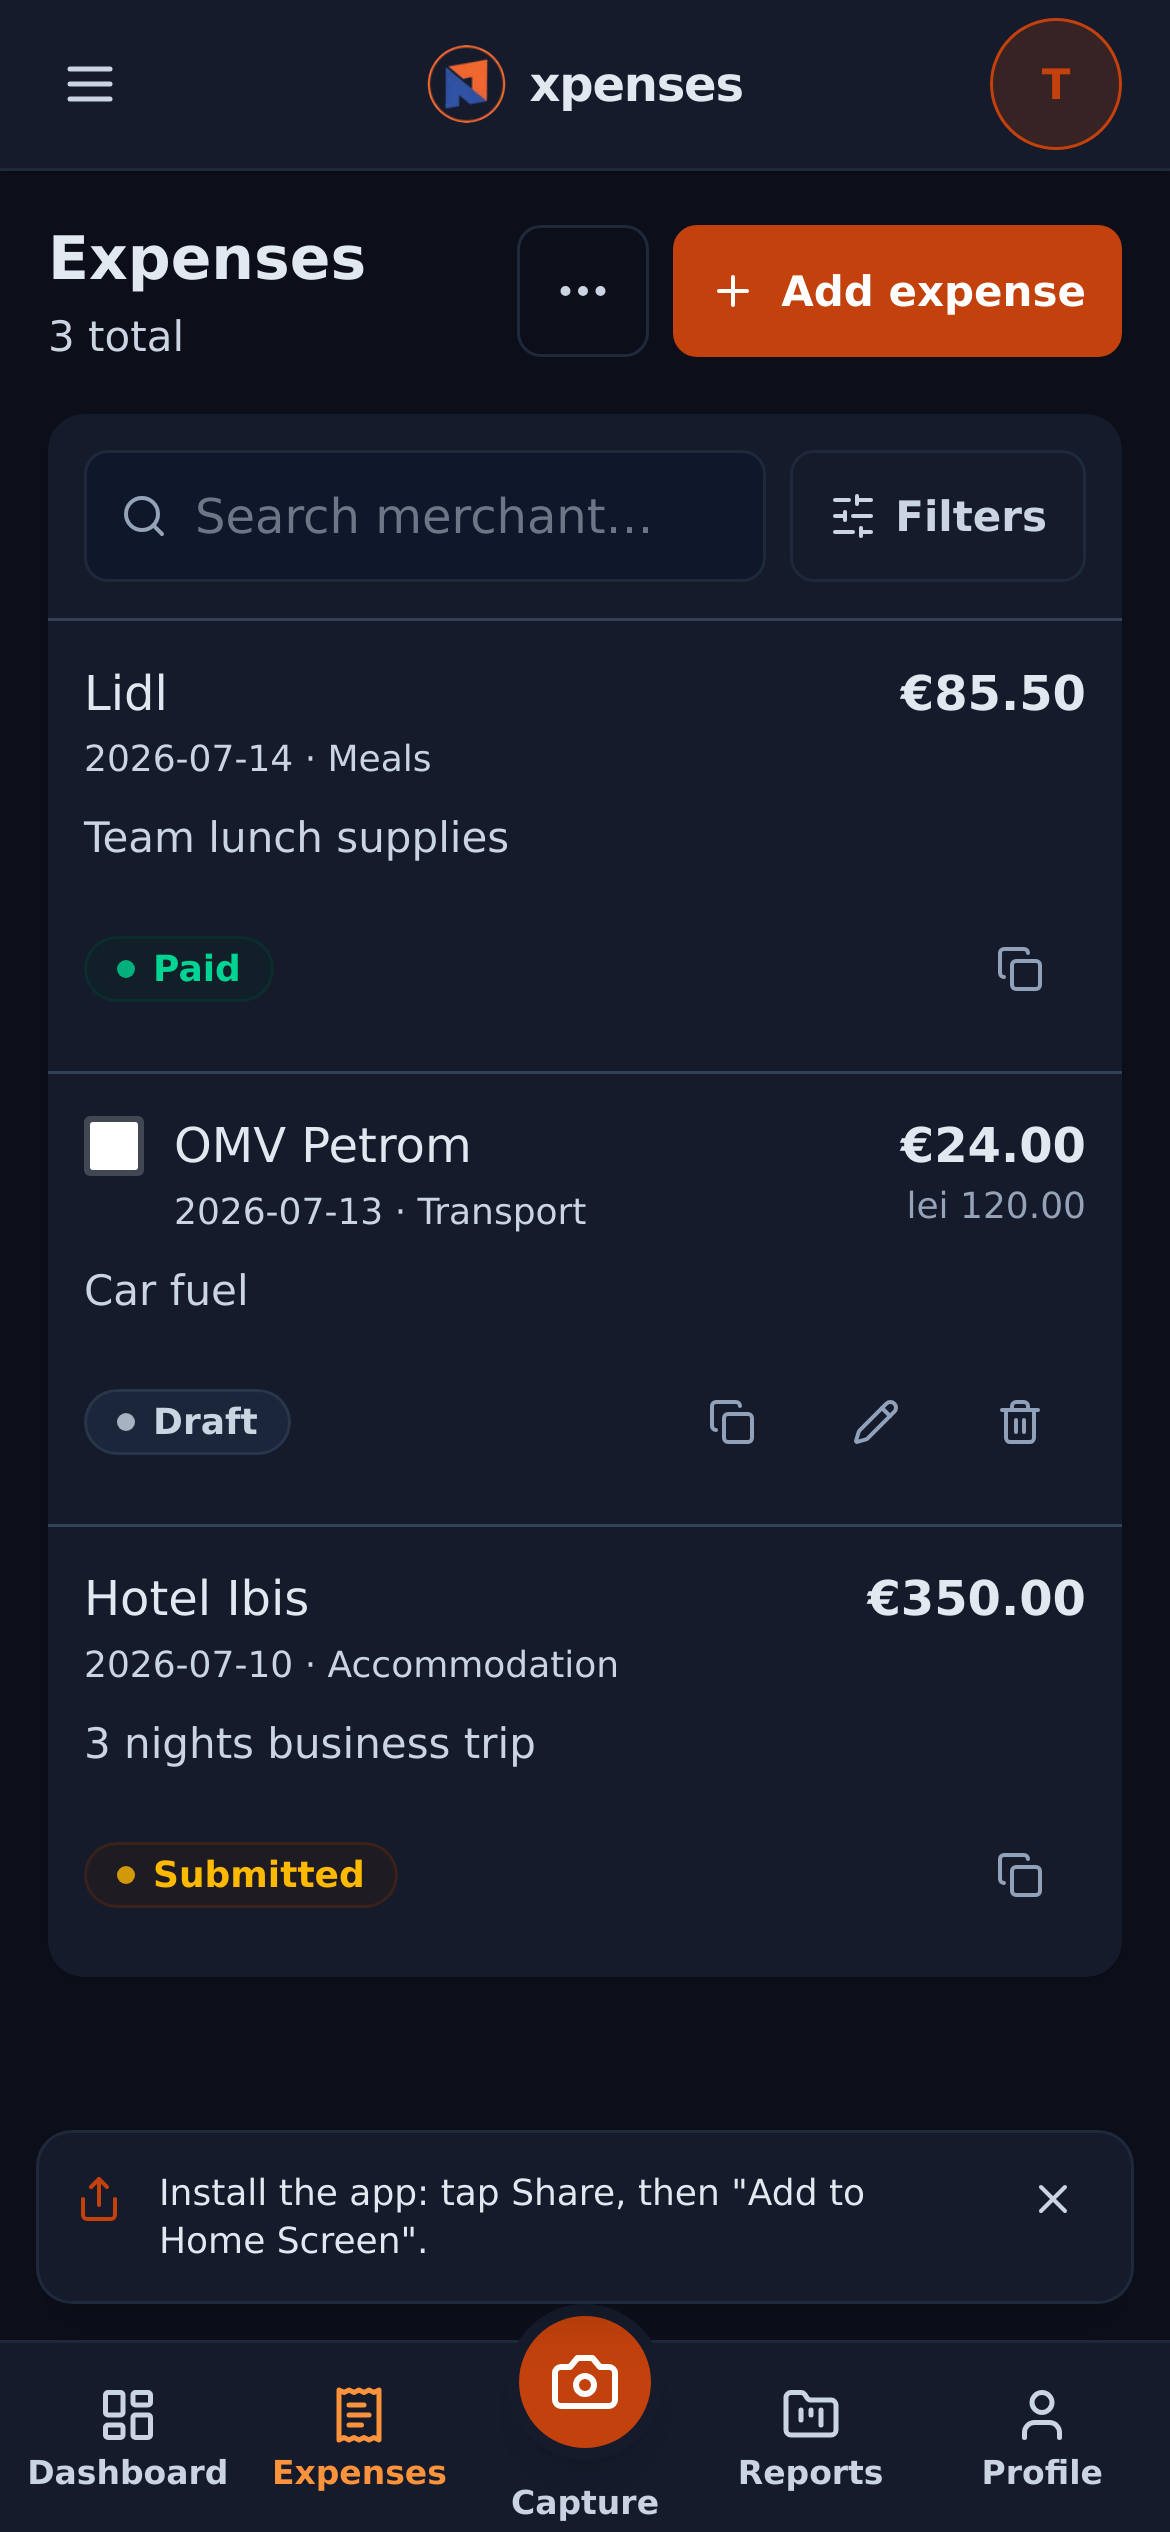 xpenses
T
Expenses
3 total
Add expense
Search merchant...
Filters
Lidl
€85.50
2026-07-14 · Meals
Team lunch supplies
Paid
OMV Petrom
€24.00
2026-07-13 · Transport
lei 120.00
Car fuel
Draft
Hotel Ibis
€350.00
2026-07-10 · Accommodation
3 nights business trip
Submitted
Install the app: tap Share, then "Add to
Home Screen".
Dashboard
Expenses
Capture
Reports
Profile